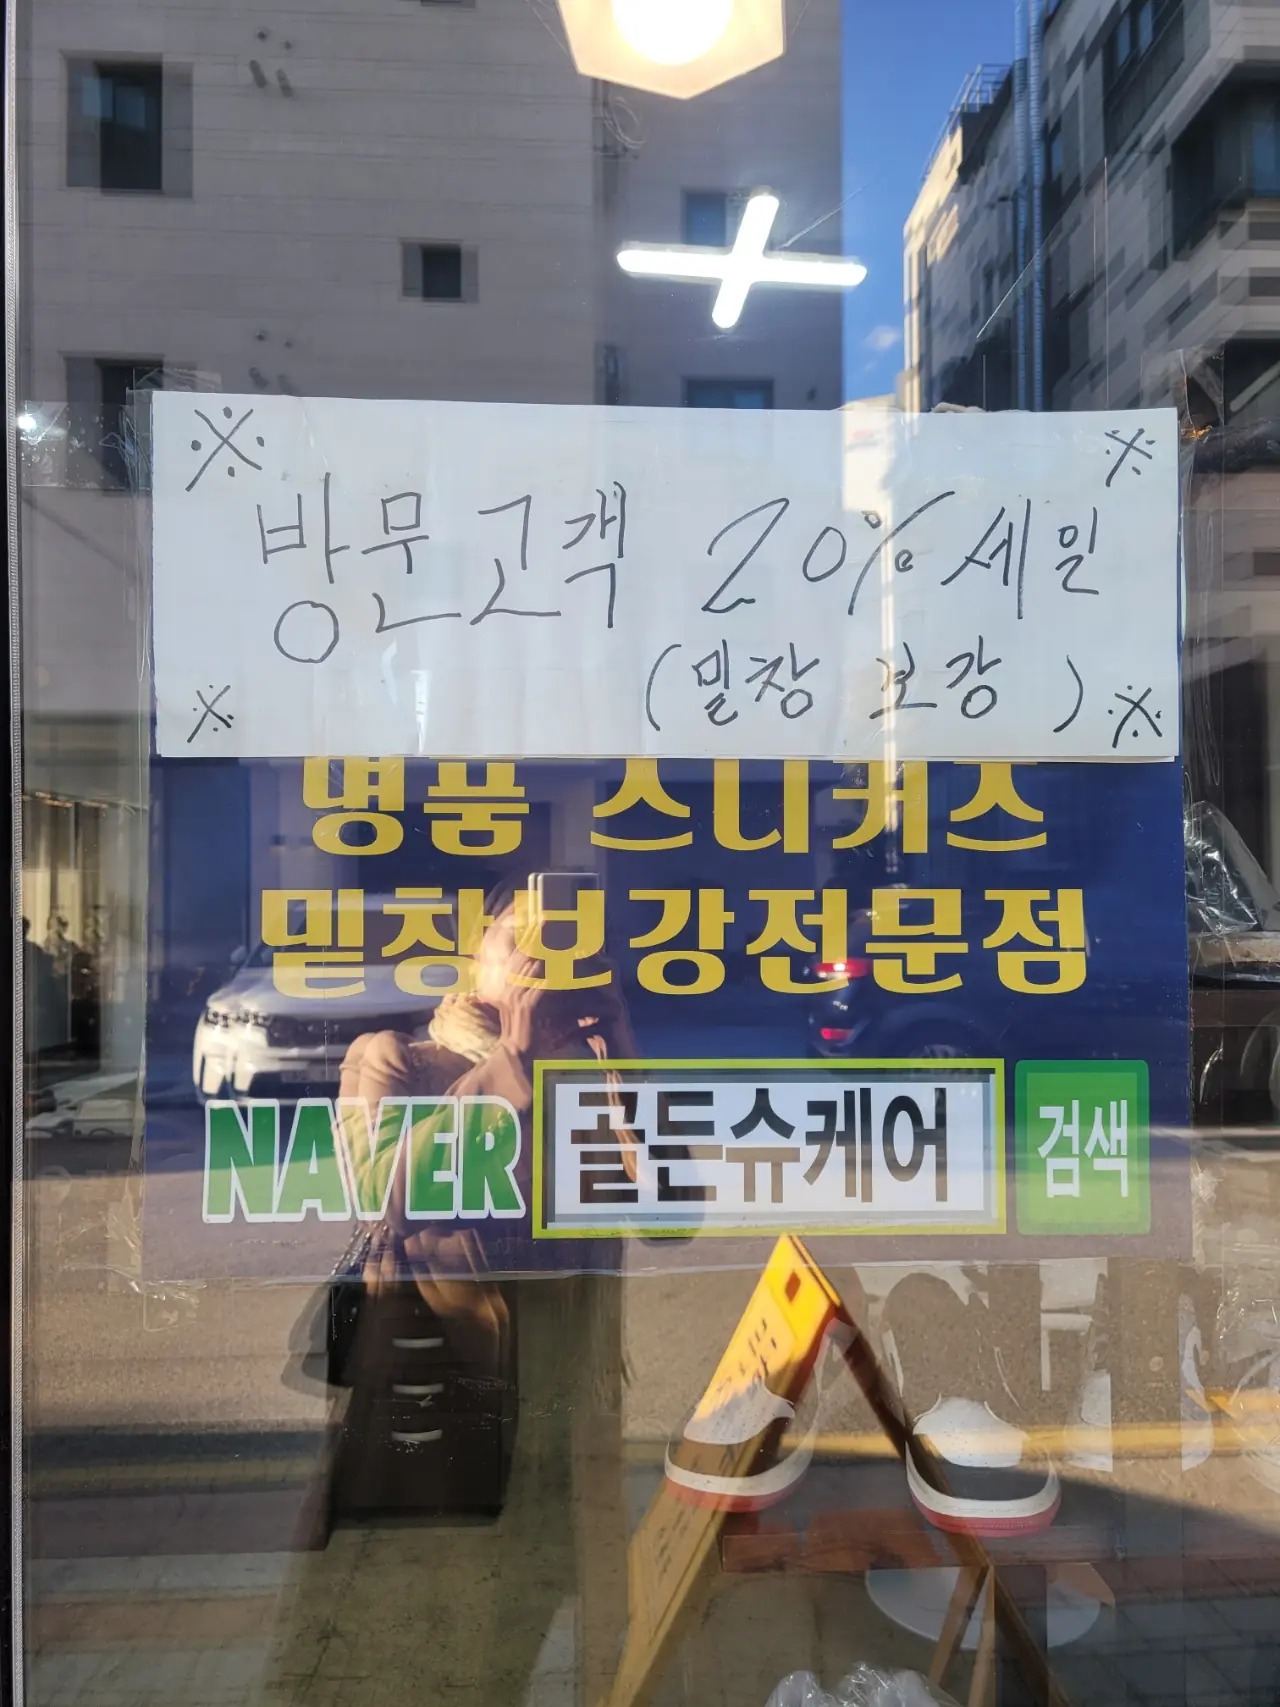 ※ ※
방문고객 20% 세일
(밑창 보강)
※ ※
명품 스니커즈
밑창보강전문점
NAVER 골든슈케어 검색